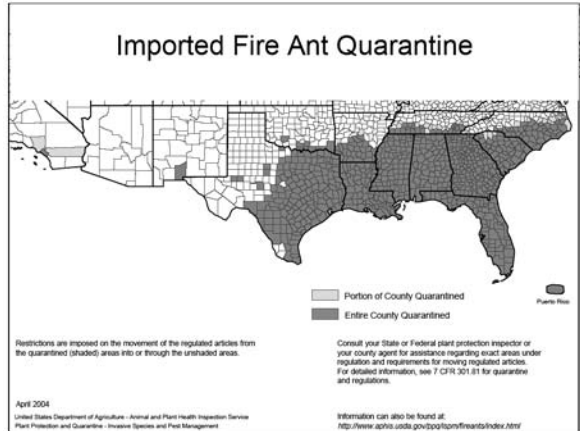 Imported Fire Ant Quarantine
Portion of County Quarantined
Entire County Quarantined
Puerto Rico
Restrictions are imposed on the movement of the regulated articles from
the quarantined (shaded) areas into or through the unshaded areas.
Consult your State or Federal plant protection inspector or
your county agent for assistance regarding exact areas under
regulation and requirements for moving regulated articles.
For detailed information, see 7 CFR 301.81 for quarantine
and regulations.
April 2004
United States Department of Agriculture - Animal and Plant Health Inspection Service
Plant Protection and Quarantine - Invasive Species and Pest Management
Information can also be found at:
http://www.aphis.usda.gov/ppq/ispm/fireants/index.html